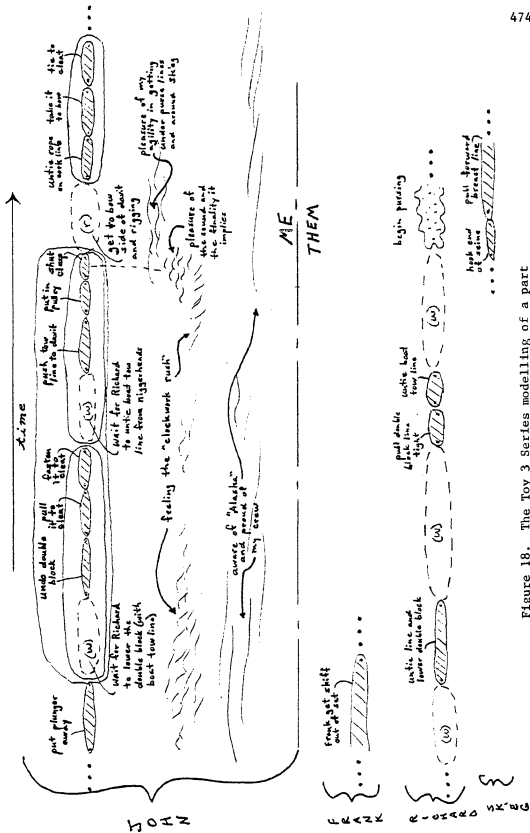 474
time
put plunger
away
undo double
block
pull
it to
cleat
fasten
it to
cleat
push tow
line to davit
put in
pulley
shut
clasp
untie rope
on cork line
take it
to bow
tie to
cleat
(w)
wait for Richard
to lower the
double block (with
boat tow line)
(w)
wait for Richard
to untie boat tow
line from niggerheads
(r)
get to bow
side of davit
and rigging
pleasure of my
agility in getting
under purse lines
and around skeg
pleasure of
the sound and
the finality it
implies
feeling the "clockwork rush"
aware of "Alaska"
and proud of
my crew
JOHN
ME
THEM
Frank get skiff
out of set
FRANK
(w)
untie line and
lower double block
(w)
pull double
block line
tight
untie boat
tow line
(w)
begin pursing
RICHARD
hook end
of seine
pull forward
breast line
SKEG
Figure 18. The Toy 3 Series modelling of a part